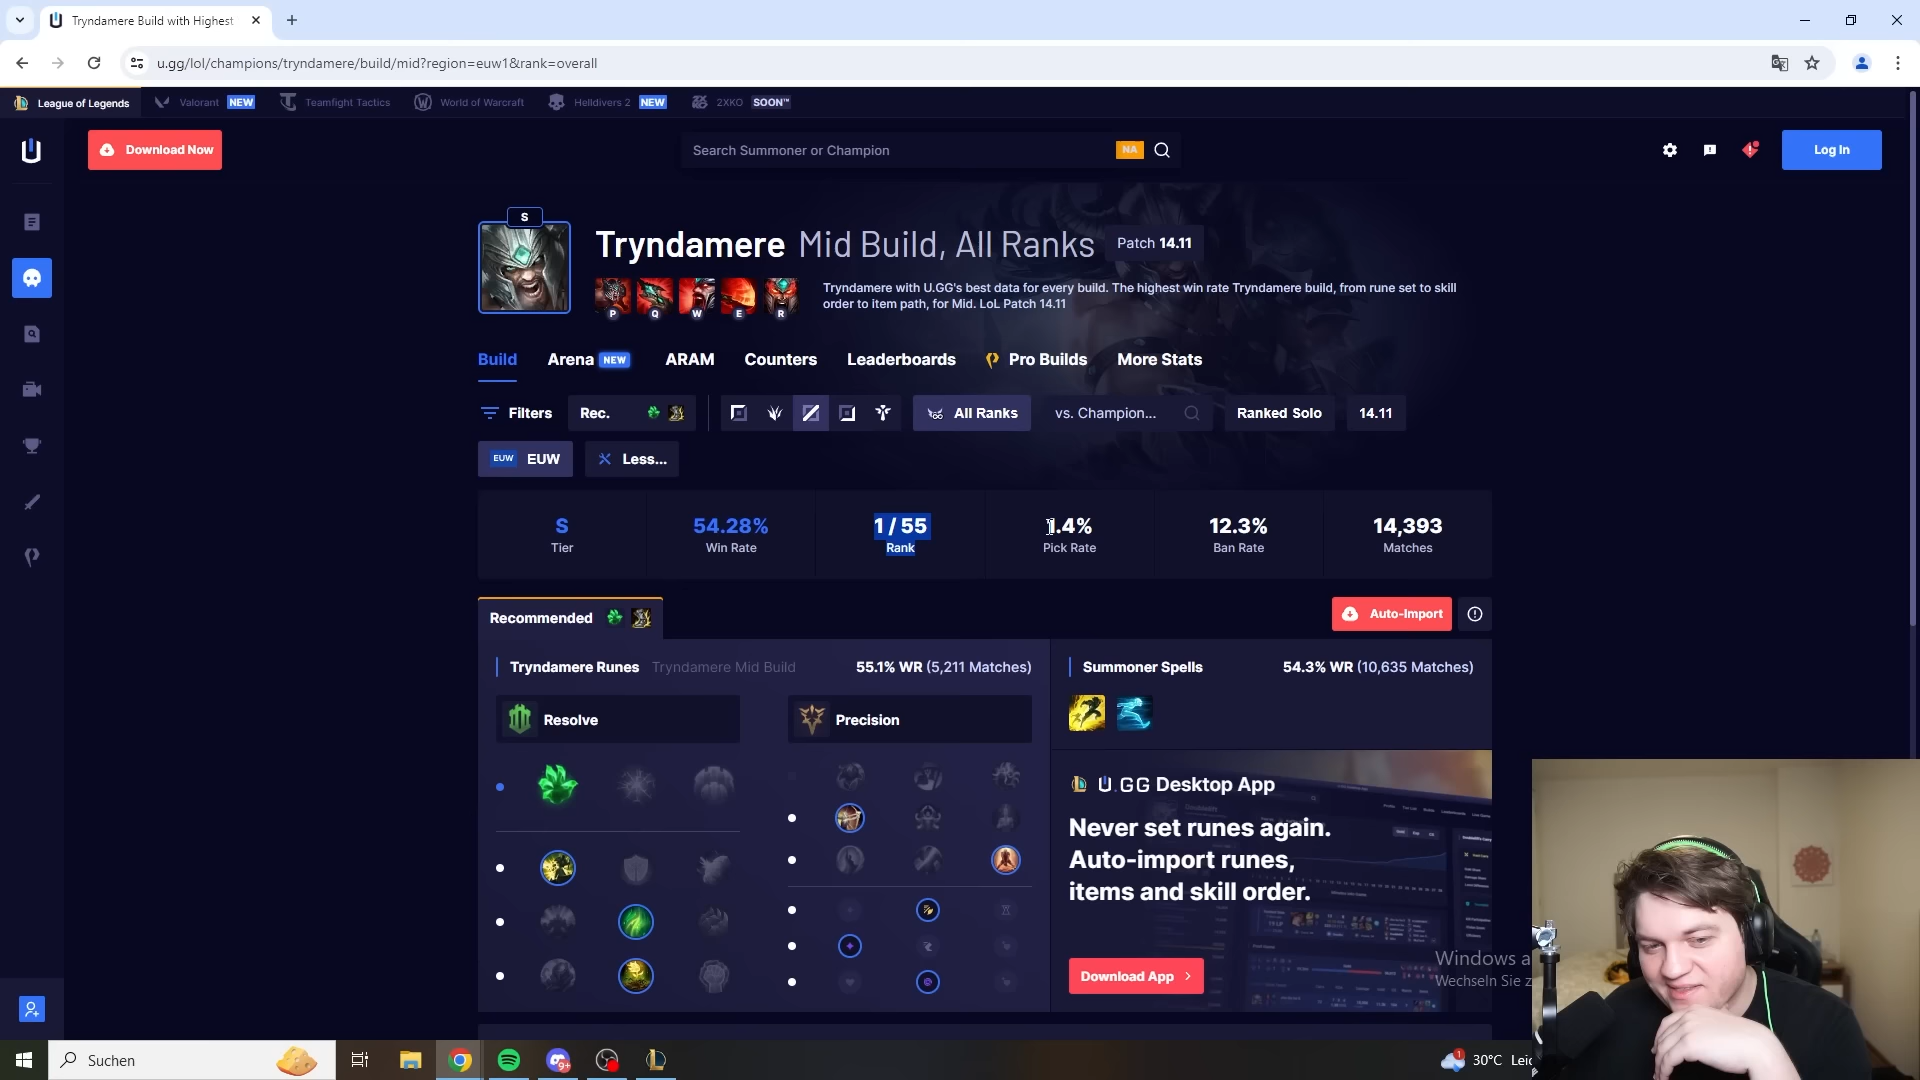 Tryndamere Build with Highest
u.gg/lol/champions/tryndamere/build/mid?region=euw1&rank=overall
League of Legends
Valorant NEW
Teamfight Tactics
World of Warcraft
Helldivers 2 NEW
2XKO SOON™
Download Now
Search Summoner or Champion
NA
Log In
S
Tryndamere Mid Build, All Ranks
Patch 14.11
P Q W E R
Tryndamere with U.GG's best data for every build. The highest win rate Tryndamere build, from rune set to skill
order to item path, for Mid. LoL Patch 14.11
Build
Arena NEW
ARAM
Counters
Leaderboards
Pro Builds
More Stats
Filters
Rec.
All Ranks
vs. Champion...
Ranked Solo
14.11
EUW EUW
Less...
S
Tier
54.28%
Win Rate
1 / 55
Rank
1.4%
Pick Rate
12.3%
Ban Rate
14,393
Matches
Recommended
Auto-Import
Tryndamere Runes Tryndamere Mid Build
55.1% WR (5,211 Matches)
Summoner Spells
54.3% WR (10,635 Matches)
Resolve
Precision
U.GG Desktop App
Never set runes again.
Auto-import runes,
items and skill order.
Download App
Windows a
Wechseln Sie z
Suchen
9+
1
30°C Leic